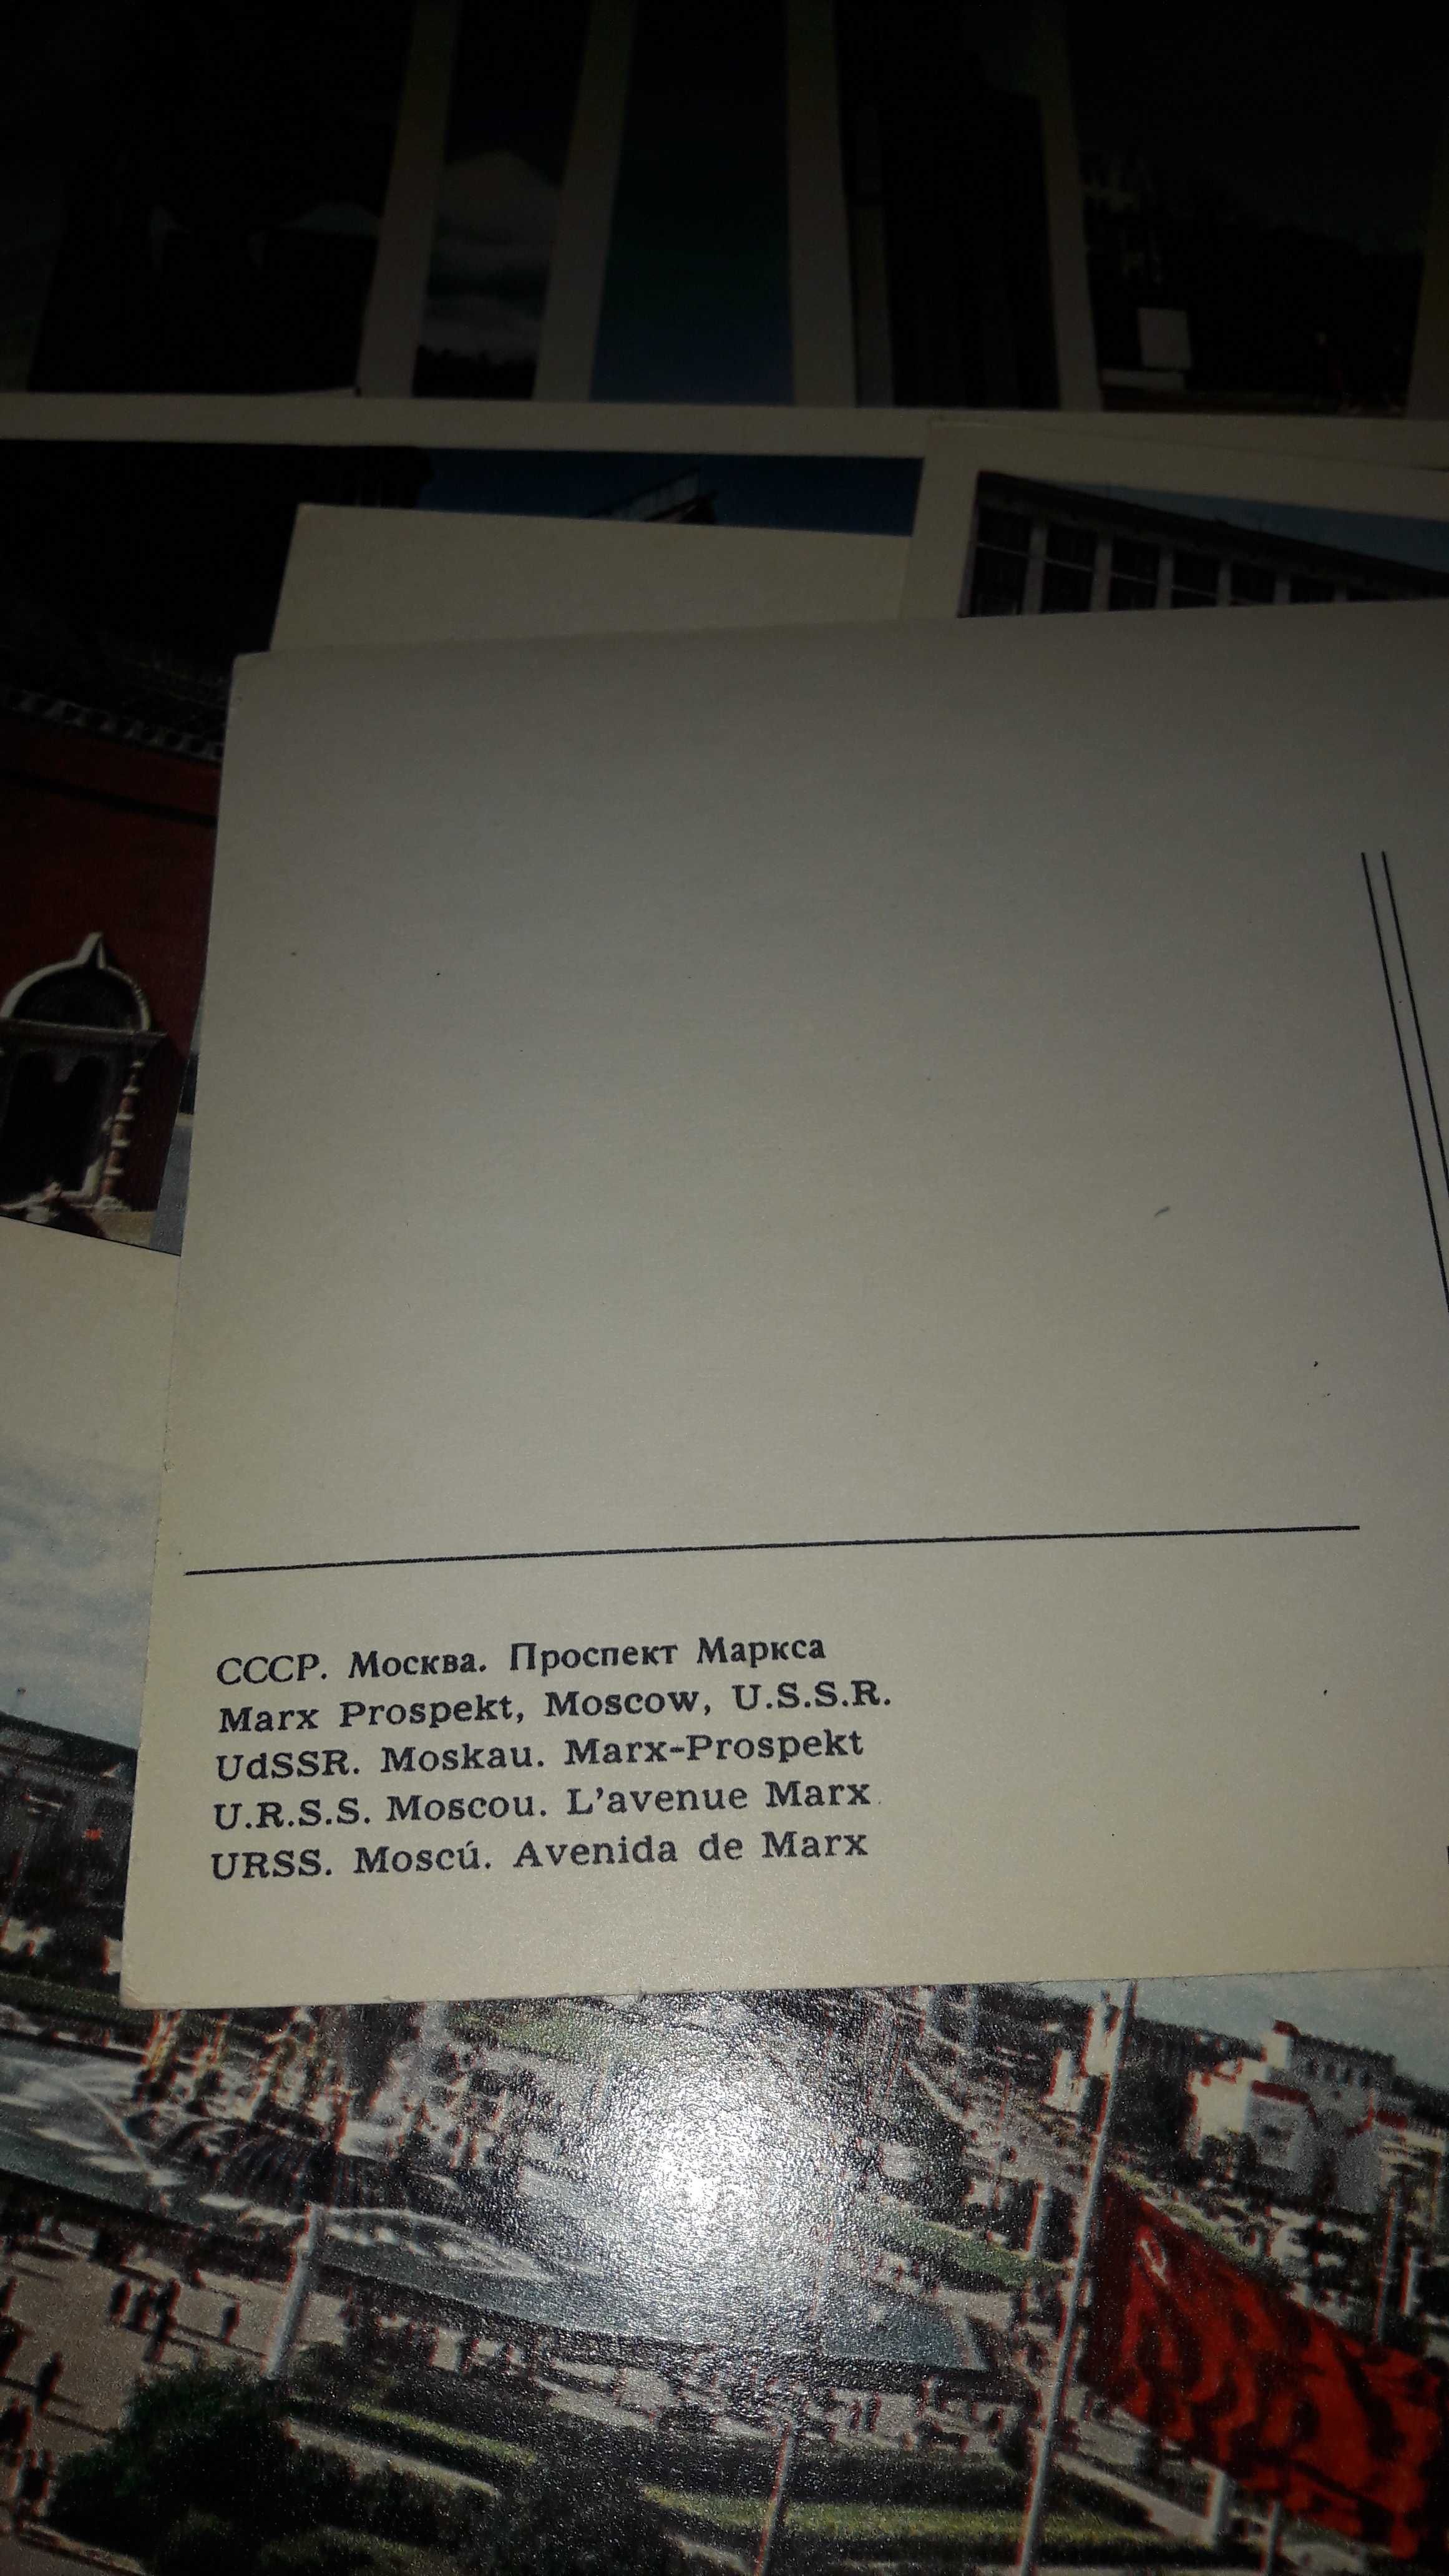 СССР. Москва. Проспект Маркса
Marx Prospekt, Moscow, U.S.S.R.
UdSSR. Moskau. Marx-Prospekt
U.R.S.S. Moscou. L'avenue Marx
URSS. Moscú. Avenida de Marx